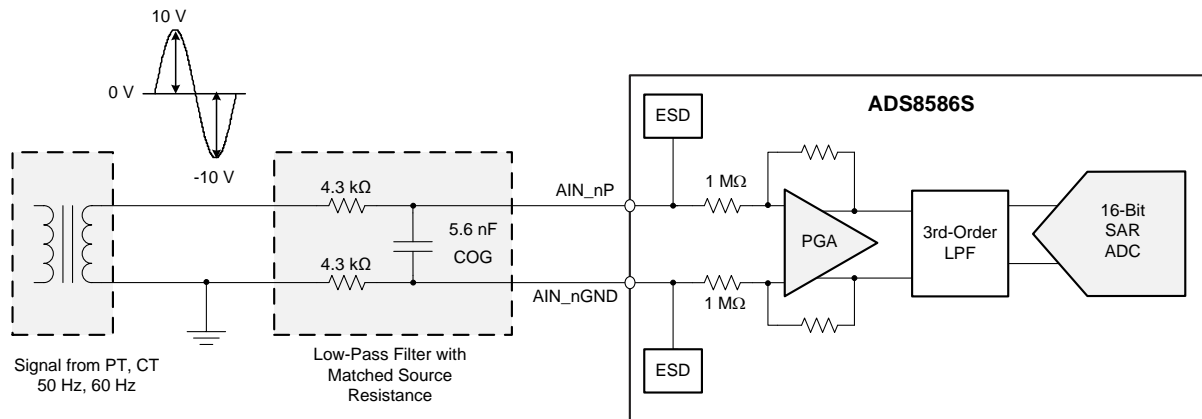 10 V
0 V
-10 V
Signal from PT, CT
50 Hz, 60 Hz
4.3 kΩ
5.6 nF
COG
4.3 kΩ
Low-Pass Filter with
Matched Source
Resistance
AIN_nP
AIN_nGND
ADS8586S
ESD
1 MΩ
PGA
1 MΩ
ESD
3rd-Order
LPF
16-Bit
SAR
ADC